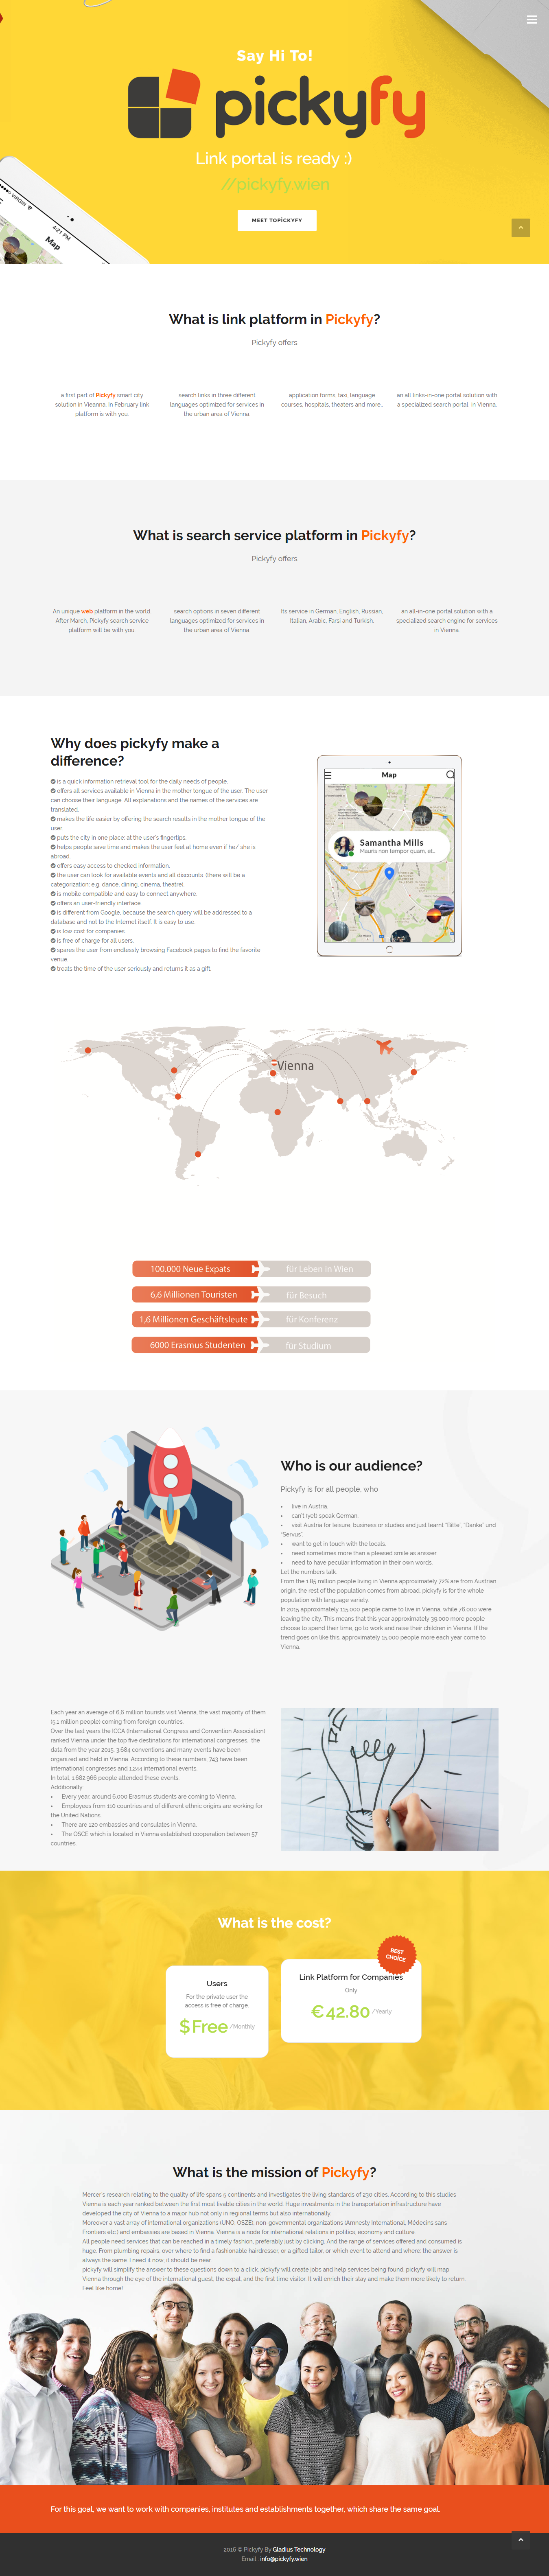 Say Hi To!
pickyfy
Link portal is ready :)
//pickyfy.wien
MEET TOPİCKYFY
VIRGIN
4:21 PM
Map
What is link platform in Pickyfy?
Pickyfy offers
a first part of Pickyfy smart city
solution in Vieanna. In February link
platform is with you.
search links in three different
languages optimized for services in
the urban area of Vienna.
application forms, taxi, language
courses, hospitals, theaters and more..
an all links-in-one portal solution with
a specialized search portal in Vienna.
What is search service platform in Pickyfy?
Pickyfy offers
An unique web platform in the world.
After March, Pickyfy search service
platform will be with you.
search options in seven different
languages optimized for services in
the urban area of Vienna
Its service in German, English, Russian,
Italian, Arabic, Farsi and Turkish.
an all-in-one portal solution with a
specialized search engine for services
in Vienna.
Why does pickyfy make a
difference?
is a quick information retrieval tool for the daily needs of people.
offers all services available in Vienna in the mother tongue of the user. The user
can choose their language. All explanations and the names of the services are
translated.
makes the life easier by offering the search results in the mother tongue of the
user.
puts the city in one place: at the user's fingertips.
helps people save time and makes the user feel at home even if he/ she is
abroad.
offers easy access to checked information.
the user can look for available events and all discounts. (there will be a
categorization: e.g. dance, dining, cinema, theatre).
is mobile compatible and easy to connect anywhere.
offers an user-friendly interface.
is different from Google, because the search query will be addressed to a
database and not to the Internet itself. It is easy to use.
is low cost for companies.
is free of charge for all users.
spares the user from endlessly browsing Facebook pages to find the favorite
venue.
treats the time of the user seriously and returns it as a gift.
Map
Samantha Mills
Mauris non tempor quam, et...
Vienna
100.000 Neue Expats für Leben in Wien
6,6 Millionen Touristen für Besuch
1,6 Millionen Geschäftsleute für Konferenz
6000 Erasmus Studenten für Studium
Who is our audience?
Pickyfy is for all people, who
• live in Austria.
• can't (yet) speak German.
• visit Austria for leisure, business or studies and just learnt "Bitte", "Danke" und
"Servus".
• want to get in touch with the locals.
• need sometimes more than a pleased smile as answer.
• need to have peculiar information in their own words
Let the numbers talk...
From the 1.85 million people living in Vienna approximately 72% are from Austrian
origin, the rest of the population comes from abroad. pickyfy is for the whole
population with language variety.
In 2015 approximately 115.000 people came to live in Vienna, while 76.000 were
leaving the city. This means that this year approximately 39.000 more people
choose to spend their time, go to work and raise their children in Vienna. If the
trend goes on like this, approximately 15.000 people more each year come to
Vienna.
Each year an average of 6,6 million tourists visit Vienna, the vast majority of them
(5,1 million people) coming from foreign countries.
Over the last years the ICCA (International Congress and Convention Association)
ranked Vienna under the top five destinations for international congresses. the
data from the year 2015, 3.684 conventions and many events have been
organized and held in Vienna. According to these numbers, 743 have been
international congresses and 1.244 international events.
In total, 1.682.966 people attended these events.
Additionally:
• Every year, around 6.000 Erasmus students are coming to Vienna.
• Employees from 110 countries and of different ethnic origins are working for
the United Nations.
• There are 120 embassies and consulates in Vienna.
• The OSCE which is located in Vienna established cooperation between 57
countries.
What is the cost?
Users
For the private user the
access is free of charge.
$ Free /Monthly
BEST
CHOİCE
Link Platform for Companies
Only
€ 42.80 /Yearly
What is the mission of Pickyfy?
Mercer's research relating to the quality of life spans 5 continents and investigates the living standards of 230 cities. According to this studies
Vienna is each year ranked between the first most livable cities in the world. Huge investments in the transportation infrastructure have
developed the city of Vienna to a major hub not only in regional terms but also internationally.
Moreover a vast array of international organizations (UNO, OSZE), non-governmental organizations (Amnesty International, Médecins sans
Frontiers etc.) and embassies are based in Vienna. Vienna is a node for international relations in politics, economy and culture.
All people need services that can be reached in a timely fashion, preferably just by clicking. And the range of services offered and consumed is
huge. From plumbing repairs, over where to find a fashionable hairdresser, or a gifted tailor, or which event to attend and where: the answer is
always the same. I need it now; it should be near.
pickyfy will simplify the answer to these questions down to a click. pickyfy will create jobs and help services being found. pickyfy will map
Vienna through the eye of the international guest, the expat, and the first time visitor. It will enrich their stay and make them more likely to return.
Feel like home!
For this goal, we want to work with companies, institutes and establishments together, which share the same goal.
2016 © Pickyfy By Gladius Technology
Email : info@pickyfy.wien